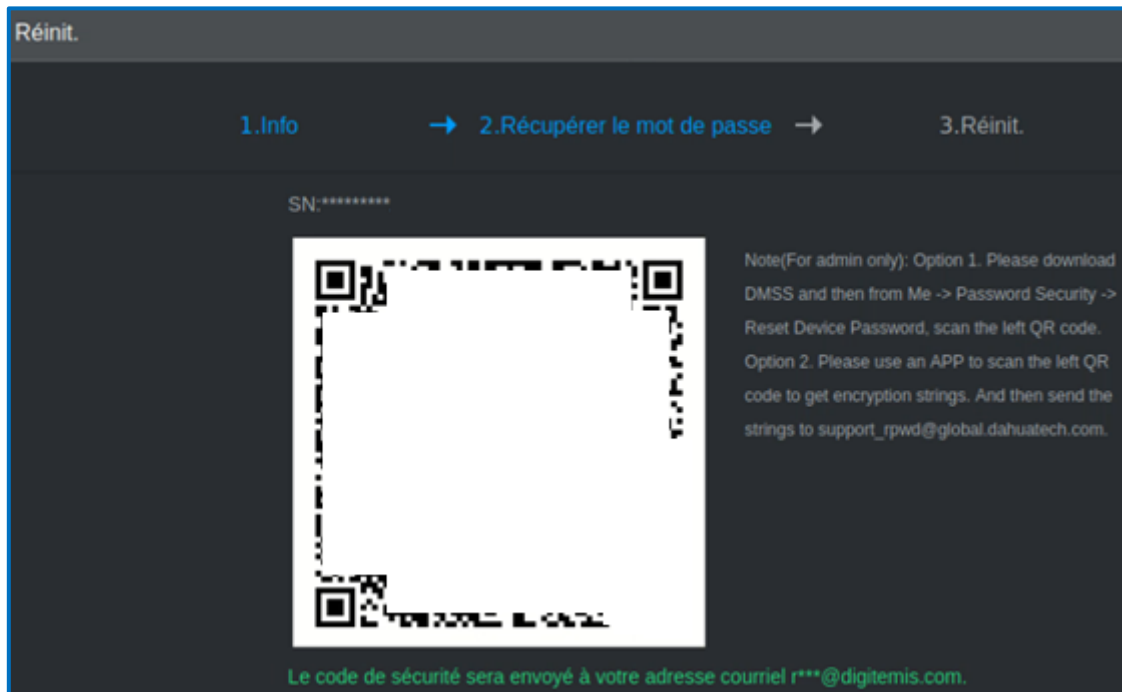 Réinit.
1.Info → 2.Récupérer le mot de passe → 3.Réinit.
SN:*********
Note(For admin only): Option 1. Please download
DMSS and then from Me -> Password Security ->
Reset Device Password, scan the left QR code.
Option 2. Please use an APP to scan the left QR
code to get encryption strings. And then send the
strings to support_rpwd@global.dahuatech.com.
Le code de sécurité sera envoyé à votre adresse courriel r***@digitemis.com.